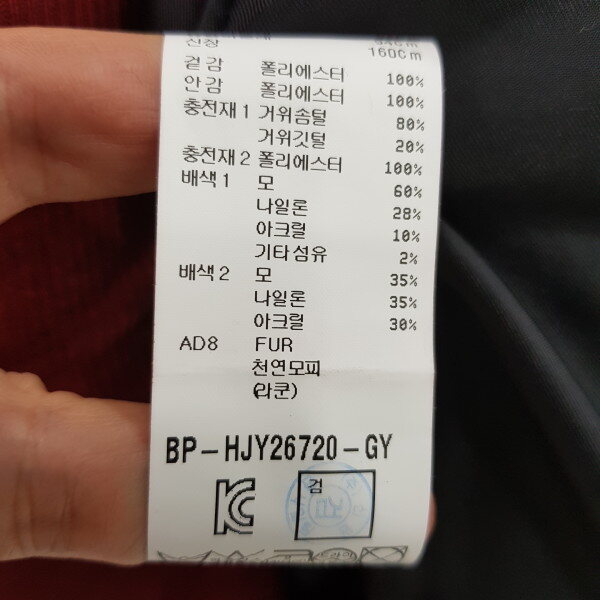 신장 160Cm
겉감 폴리에스터 100%
안감 폴리에스터 100%
충전재1 거위솜털 80%
거위깃털 20%
충전재2 폴리에스터 100%
배색1 모 60%
나일론 28%
아크릴 10%
기타섬유 2%
배색2 모 35%
나일론 35%
아크릴 30%
AD8 FUR
천연모피
(라쿤)
BP-HJY26720-GY
검